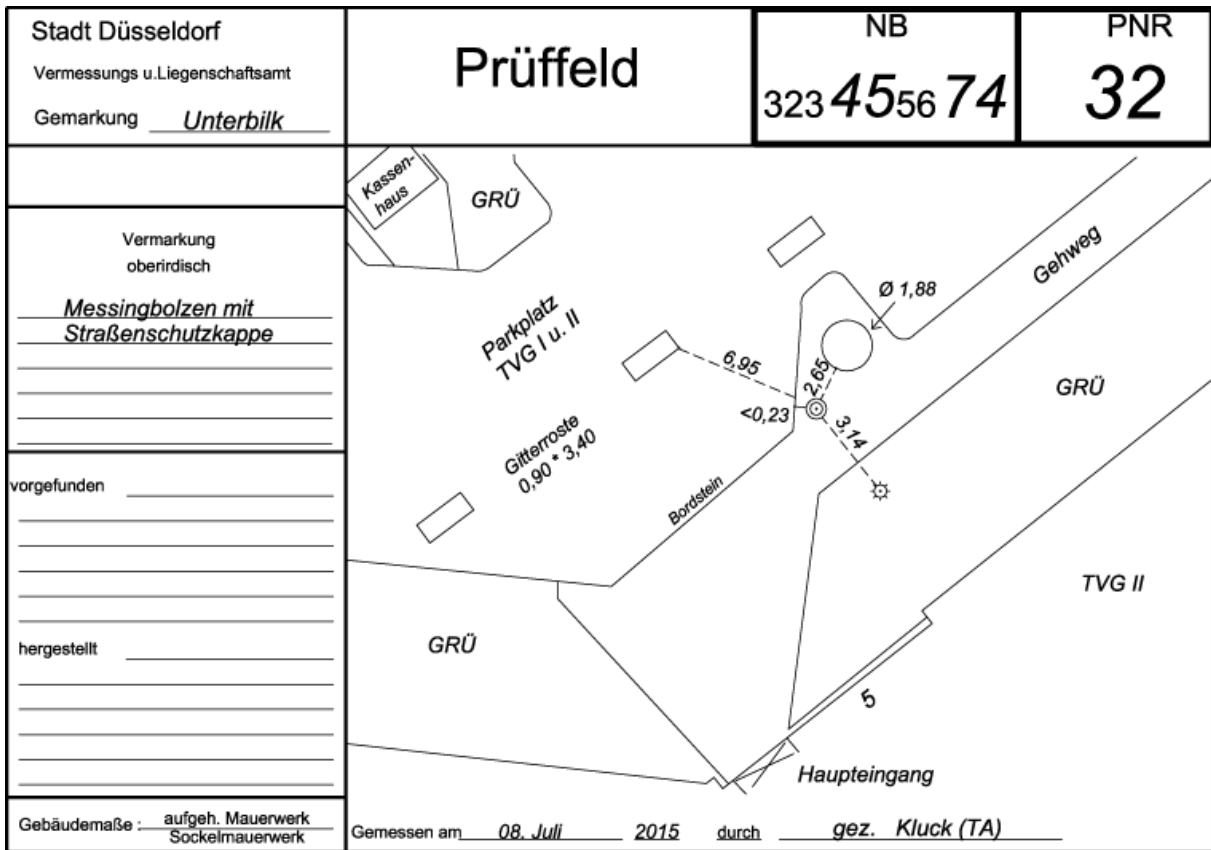 Stadt Düsseldorf
Vermessungs u.Liegenschaftsamt
Gemarkung Unterbilk
Prüffeld
NB
323 45 56 74
PNR
32
Vermarkung
oberirdisch
Messingbolzen mit
Straßenschutzkappe
vorgefunden
hergestellt
Gebäudemaße : aufgeh. Mauerwerk
Sockelmauerwerk
Kassen-
haus
GRÜ
Gehweg
Ø 1,88
Parkplatz
TVG I u. II
6,95
2,65
<0,23
3,14
GRÜ
Gitterroste
0,90 * 3,40
Bordstein
TVG II
GRÜ
5
Haupteingang
Gemessen am 08. Juli 2015 durch gez. Kluck (TA)